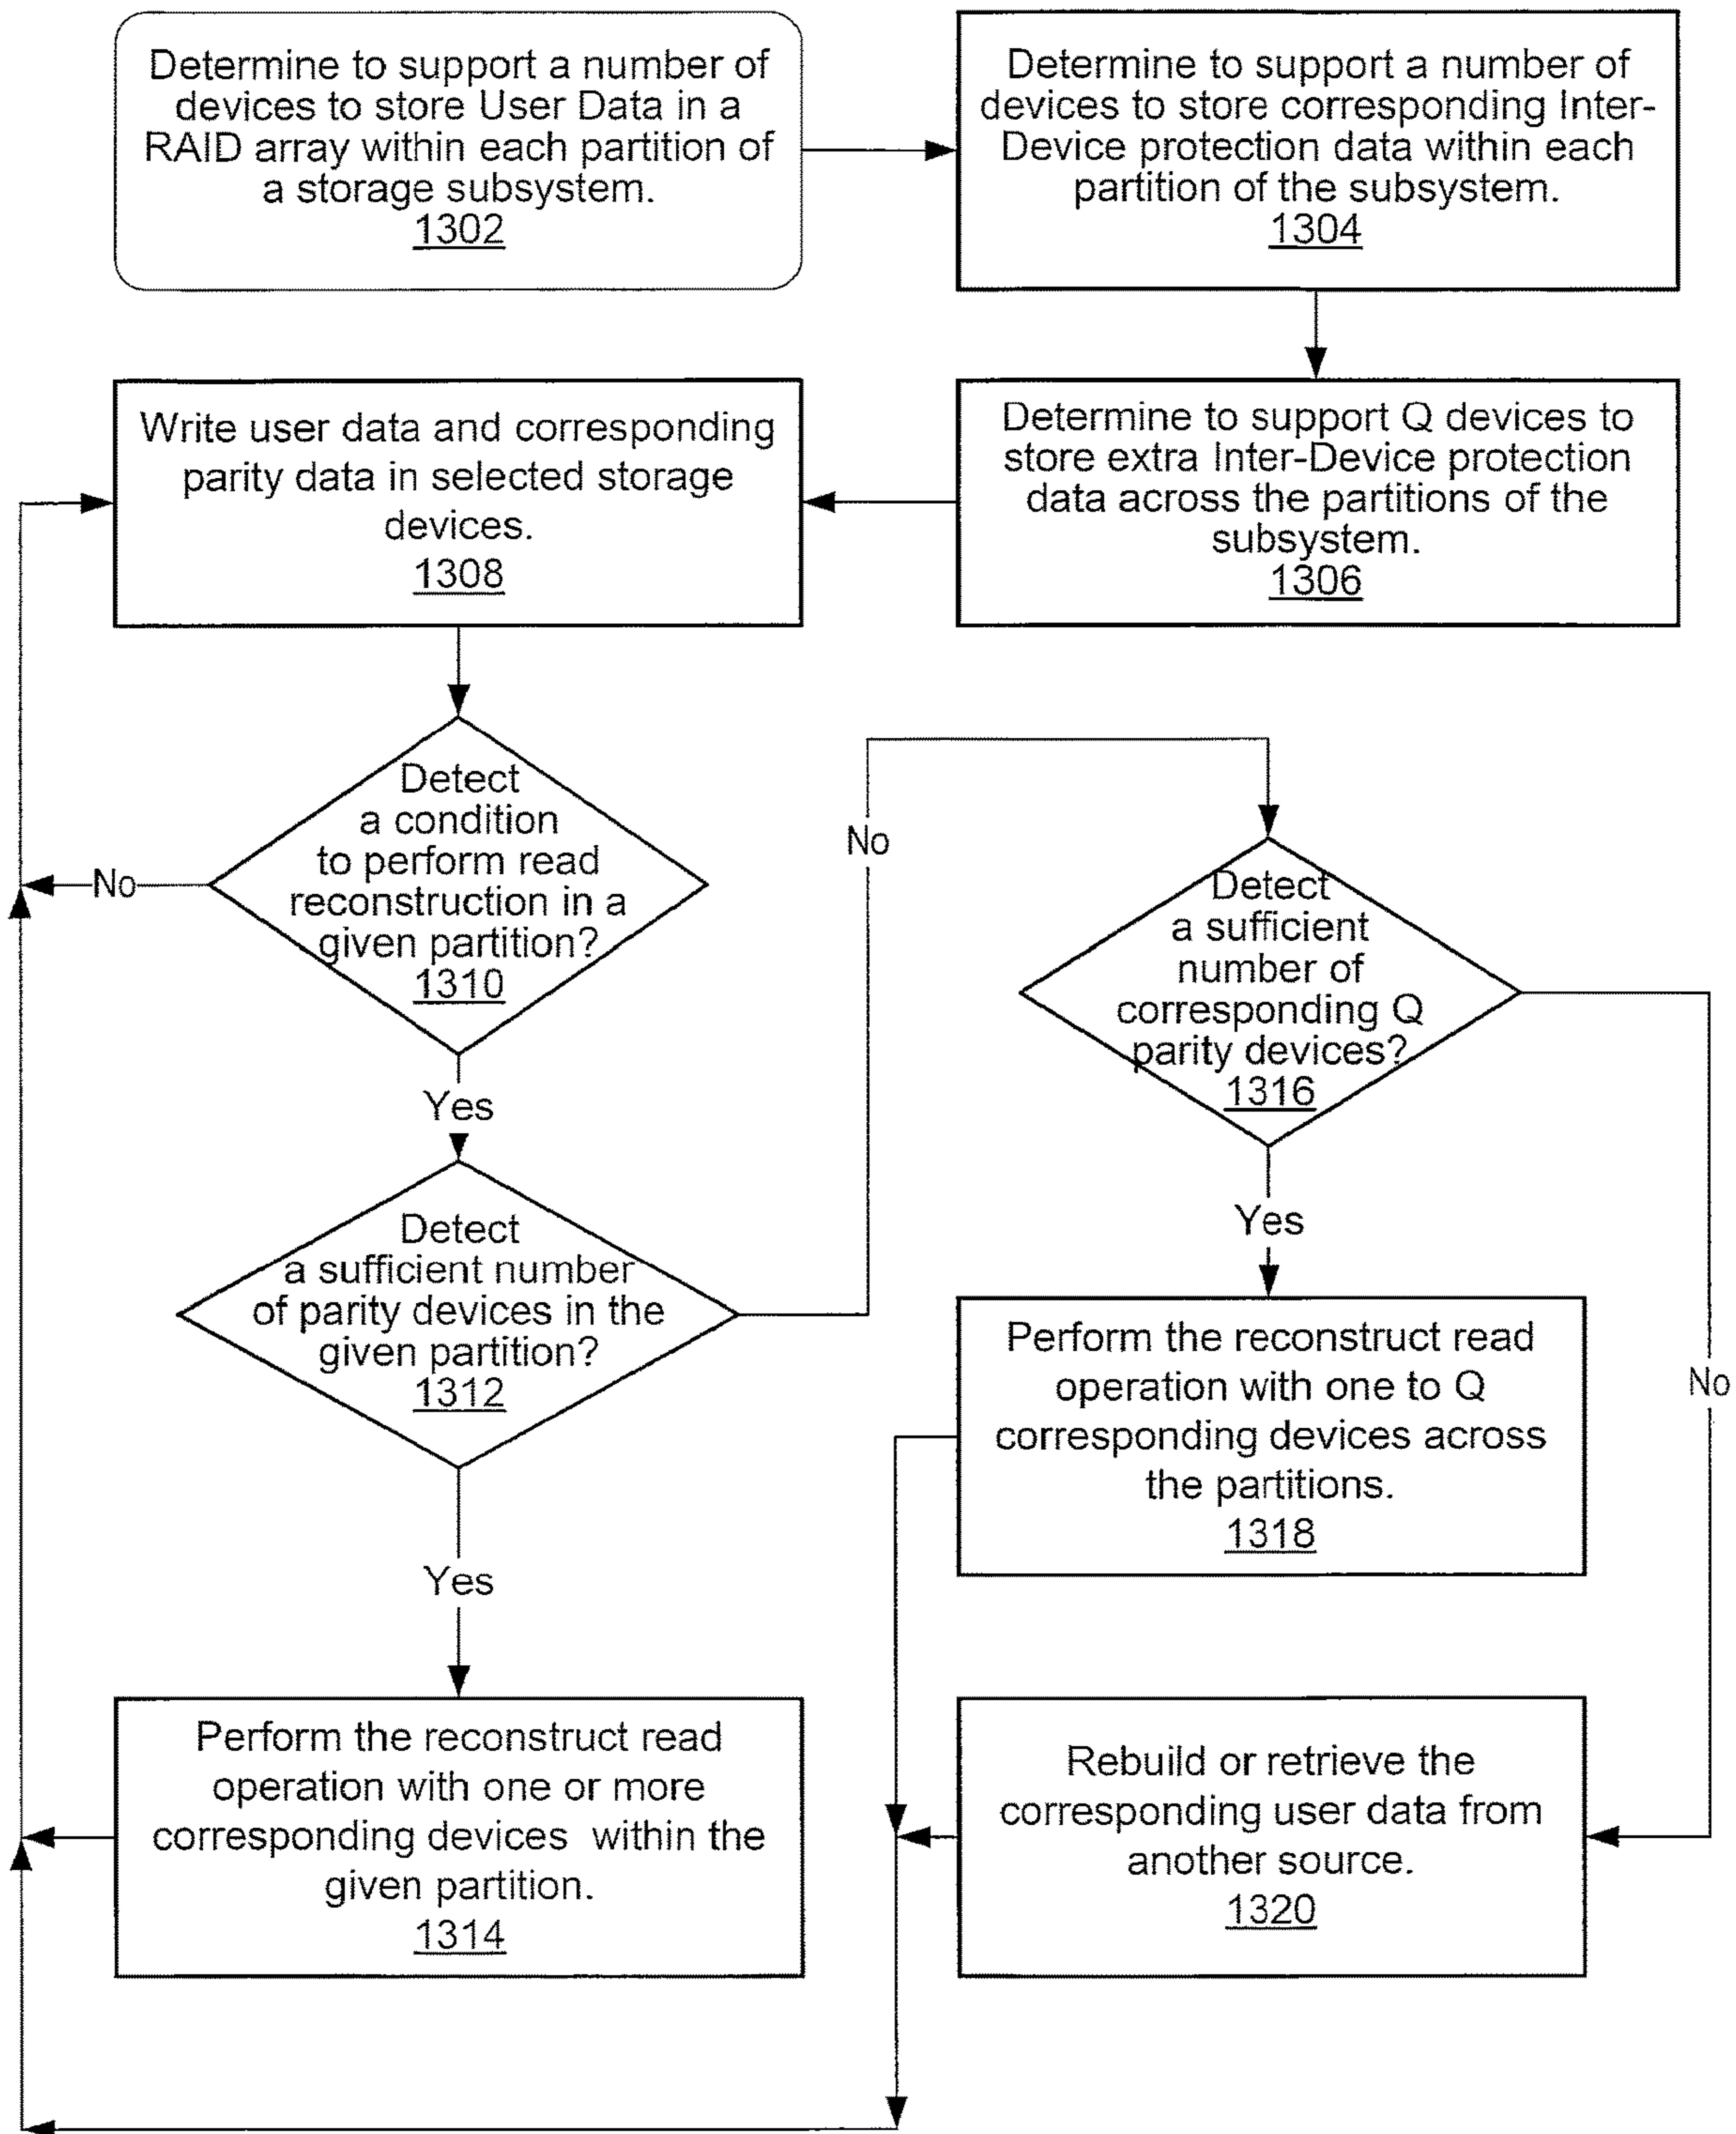 Determine to support a number of
devices to store User Data in a
RAID array within each partition of
a storage subsystem.
1302
Determine to support a number of
devices to store corresponding Inter-
Device protection data within each
partition of the subsystem.
1304
Determine to support Q devices to
store extra Inter-Device protection
data across the partitions of the
subsystem.
1306
Write user data and corresponding
parity data in selected storage
devices.
1308
Detect
a condition
to perform read
reconstruction in a
given partition?
1310
No
Yes
Detect
a sufficient number
of parity devices in the
given partition?
1312
No
Yes
Detect
a sufficient
number of
corresponding Q
parity devices?
1316
Yes
No
Perform the reconstruct read
operation with one to Q
corresponding devices across
the partitions.
1318
Perform the reconstruct read
operation with one or more
corresponding devices within the
given partition.
1314
Rebuild or retrieve the
corresponding user data from
another source.
1320